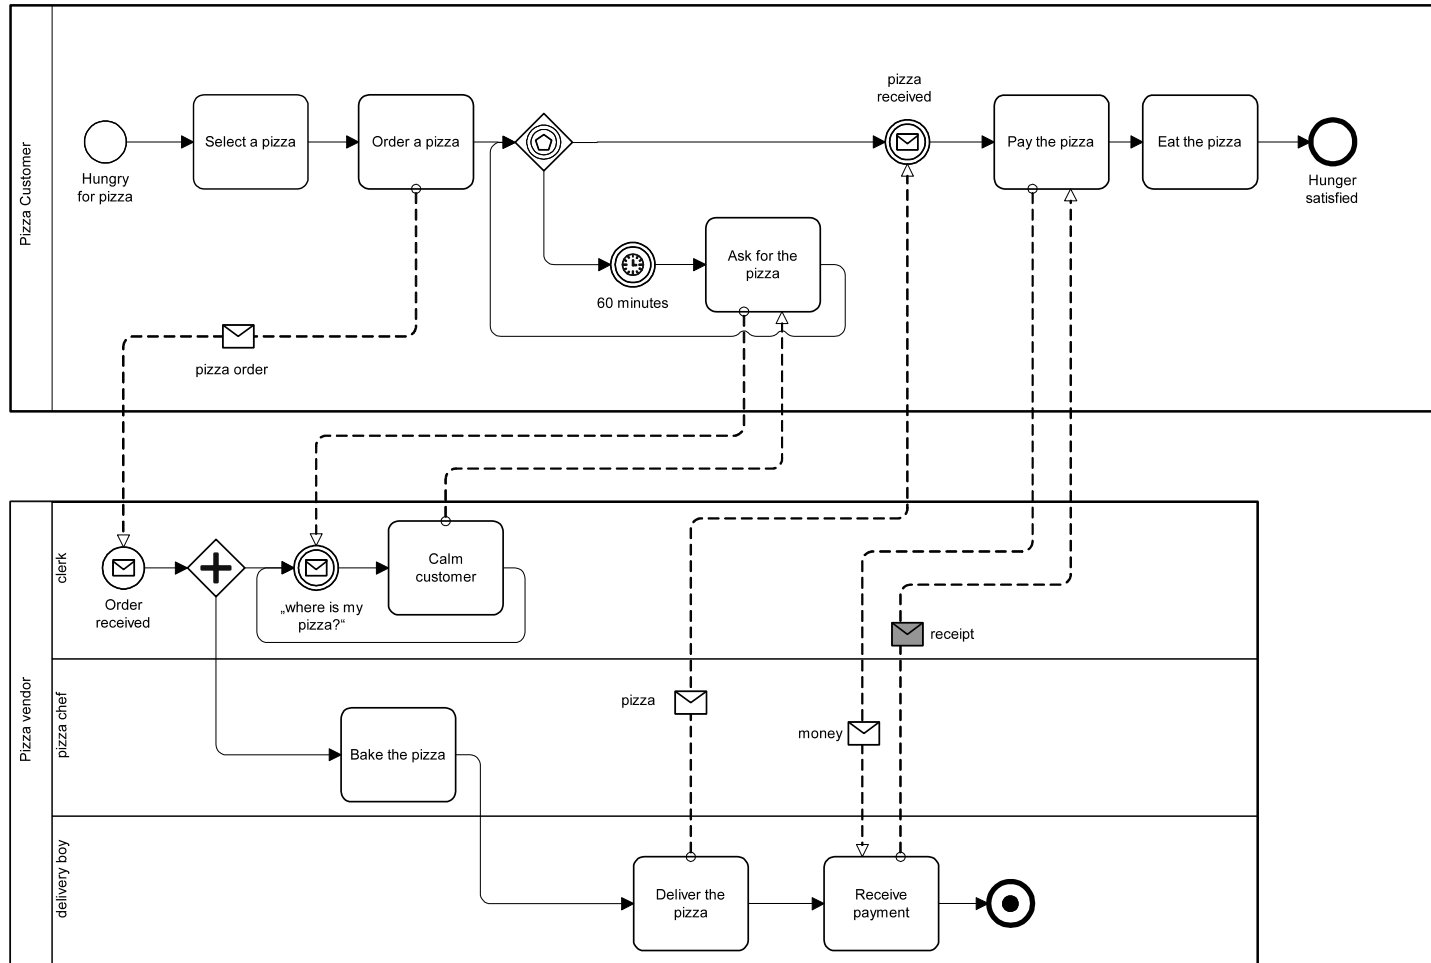 Pizza Customer
pizza
received
Select a pizza
Order a pizza
Pay the pizza
Eat the pizza
Hungry
for pizza
Hunger
satisfied
Ask for the
pizza
60 minutes
pizza order
Pizza vendor
clerk
Calm
customer
Order
received
„where is my
pizza?“
receipt
pizza chef
pizza
money
Bake the pizza
delivery boy
Deliver the
pizza
Receive
payment